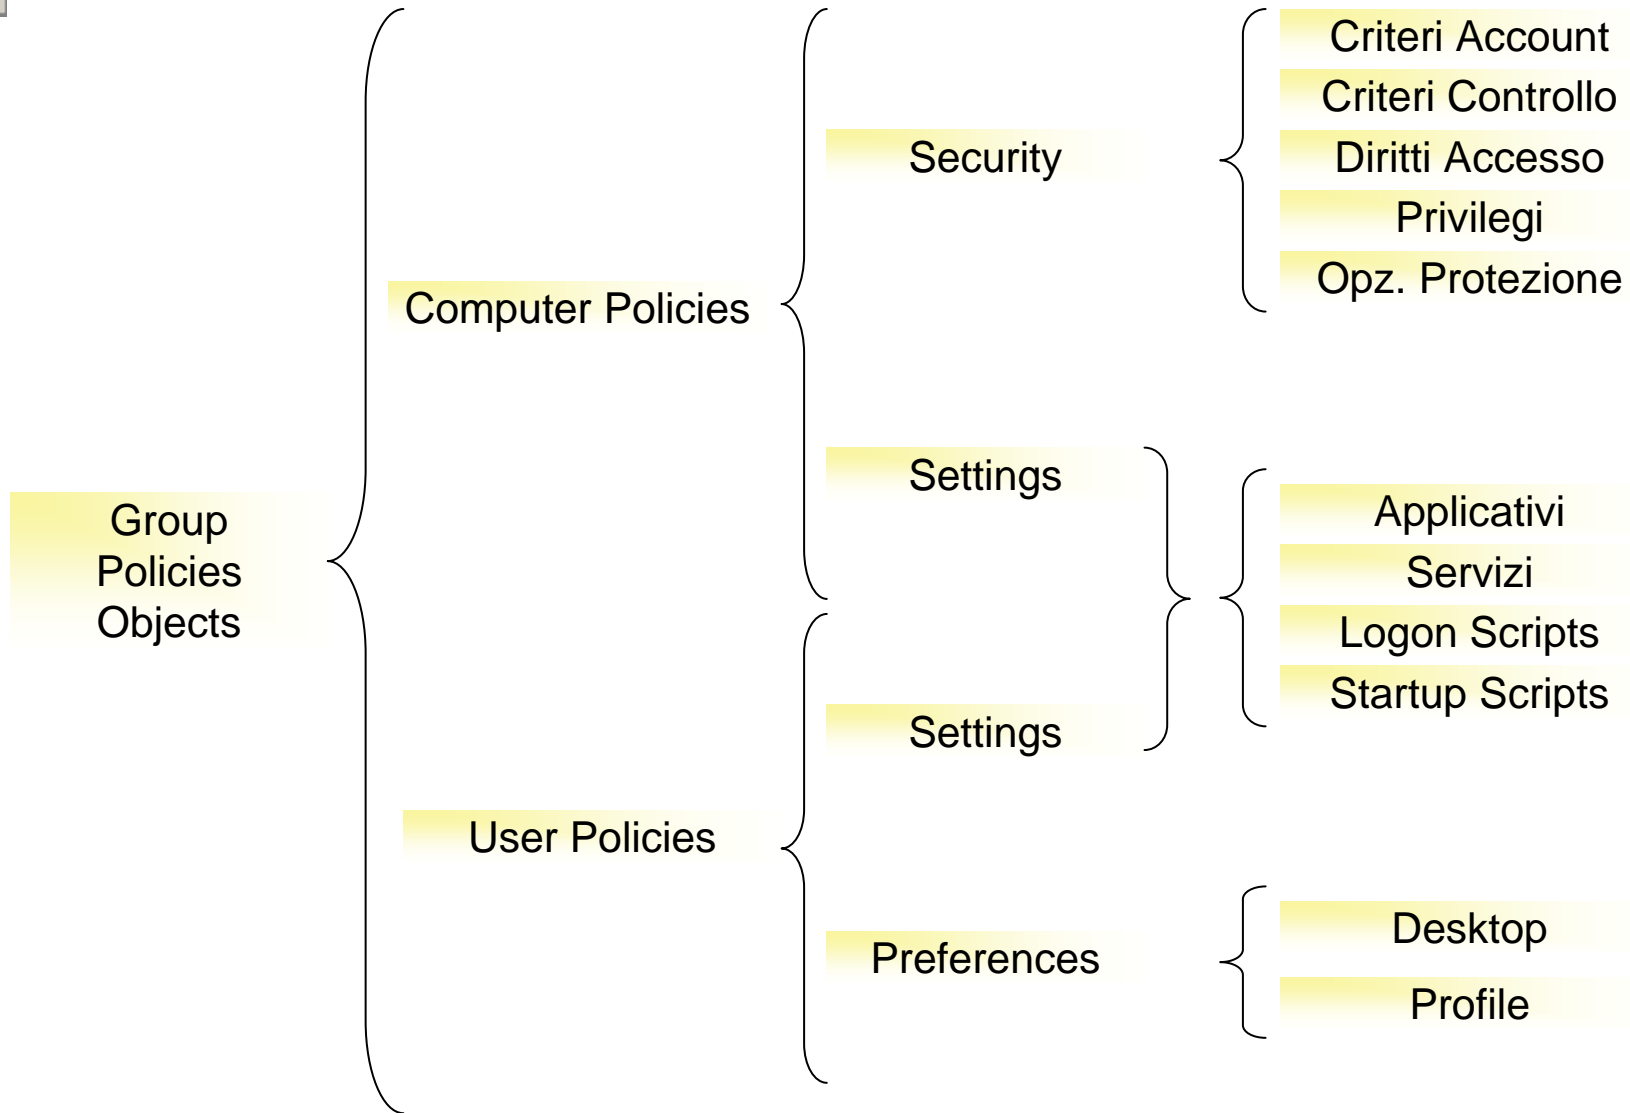 Group
Policies
Objects
Computer Policies
Security
Criteri Account
Criteri Controllo
Diritti Accesso
Privilegi
Opz. Protezione
Settings
Settings
Applicativi
Servizi
Logon Scripts
Startup Scripts
User Policies
Preferences
Desktop
Profile